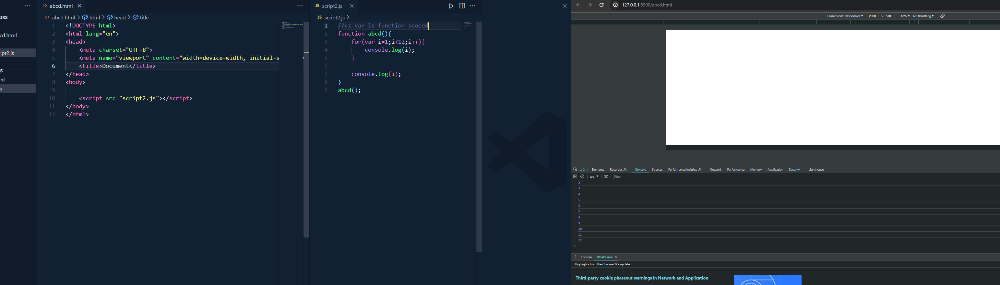 ORS
cd.html
ipt2.js
S
ml
s
abcd.html
abcd.html > html > head > title
1 <!DOCTYPE html>
2 <html lang="en">
3 <head>
4 <meta charset="UTF-8">
5 <meta name="viewport" content="width=device-width, initial-s
6 <title>Document</title>
7 </head>
8 <body>
9
10 <script src="script2.js"></script>
11 </body>
12 </html>
JS script2.js
JS script2.js > ...
1 //cz var is function scoped
2 function abcd(){
3 for(var i=1;i<12;i++){
4 console.log(i);
5 }
6
7 console.log(i);
8 }
9 abcd();
127.0.0.1:5500/abcd.html
Dimensions: Responsive 2020 × 538 66% No throttling
Elements Recorder Console Sources Performance insights Network Performance Memory Application Security Lighthouse
top Filter
2
3
4
5
6
7
8
9
10
11
12
Console What's new
Highlights from the Chrome 122 update
Third-party cookie phaseout warnings in Network and Application